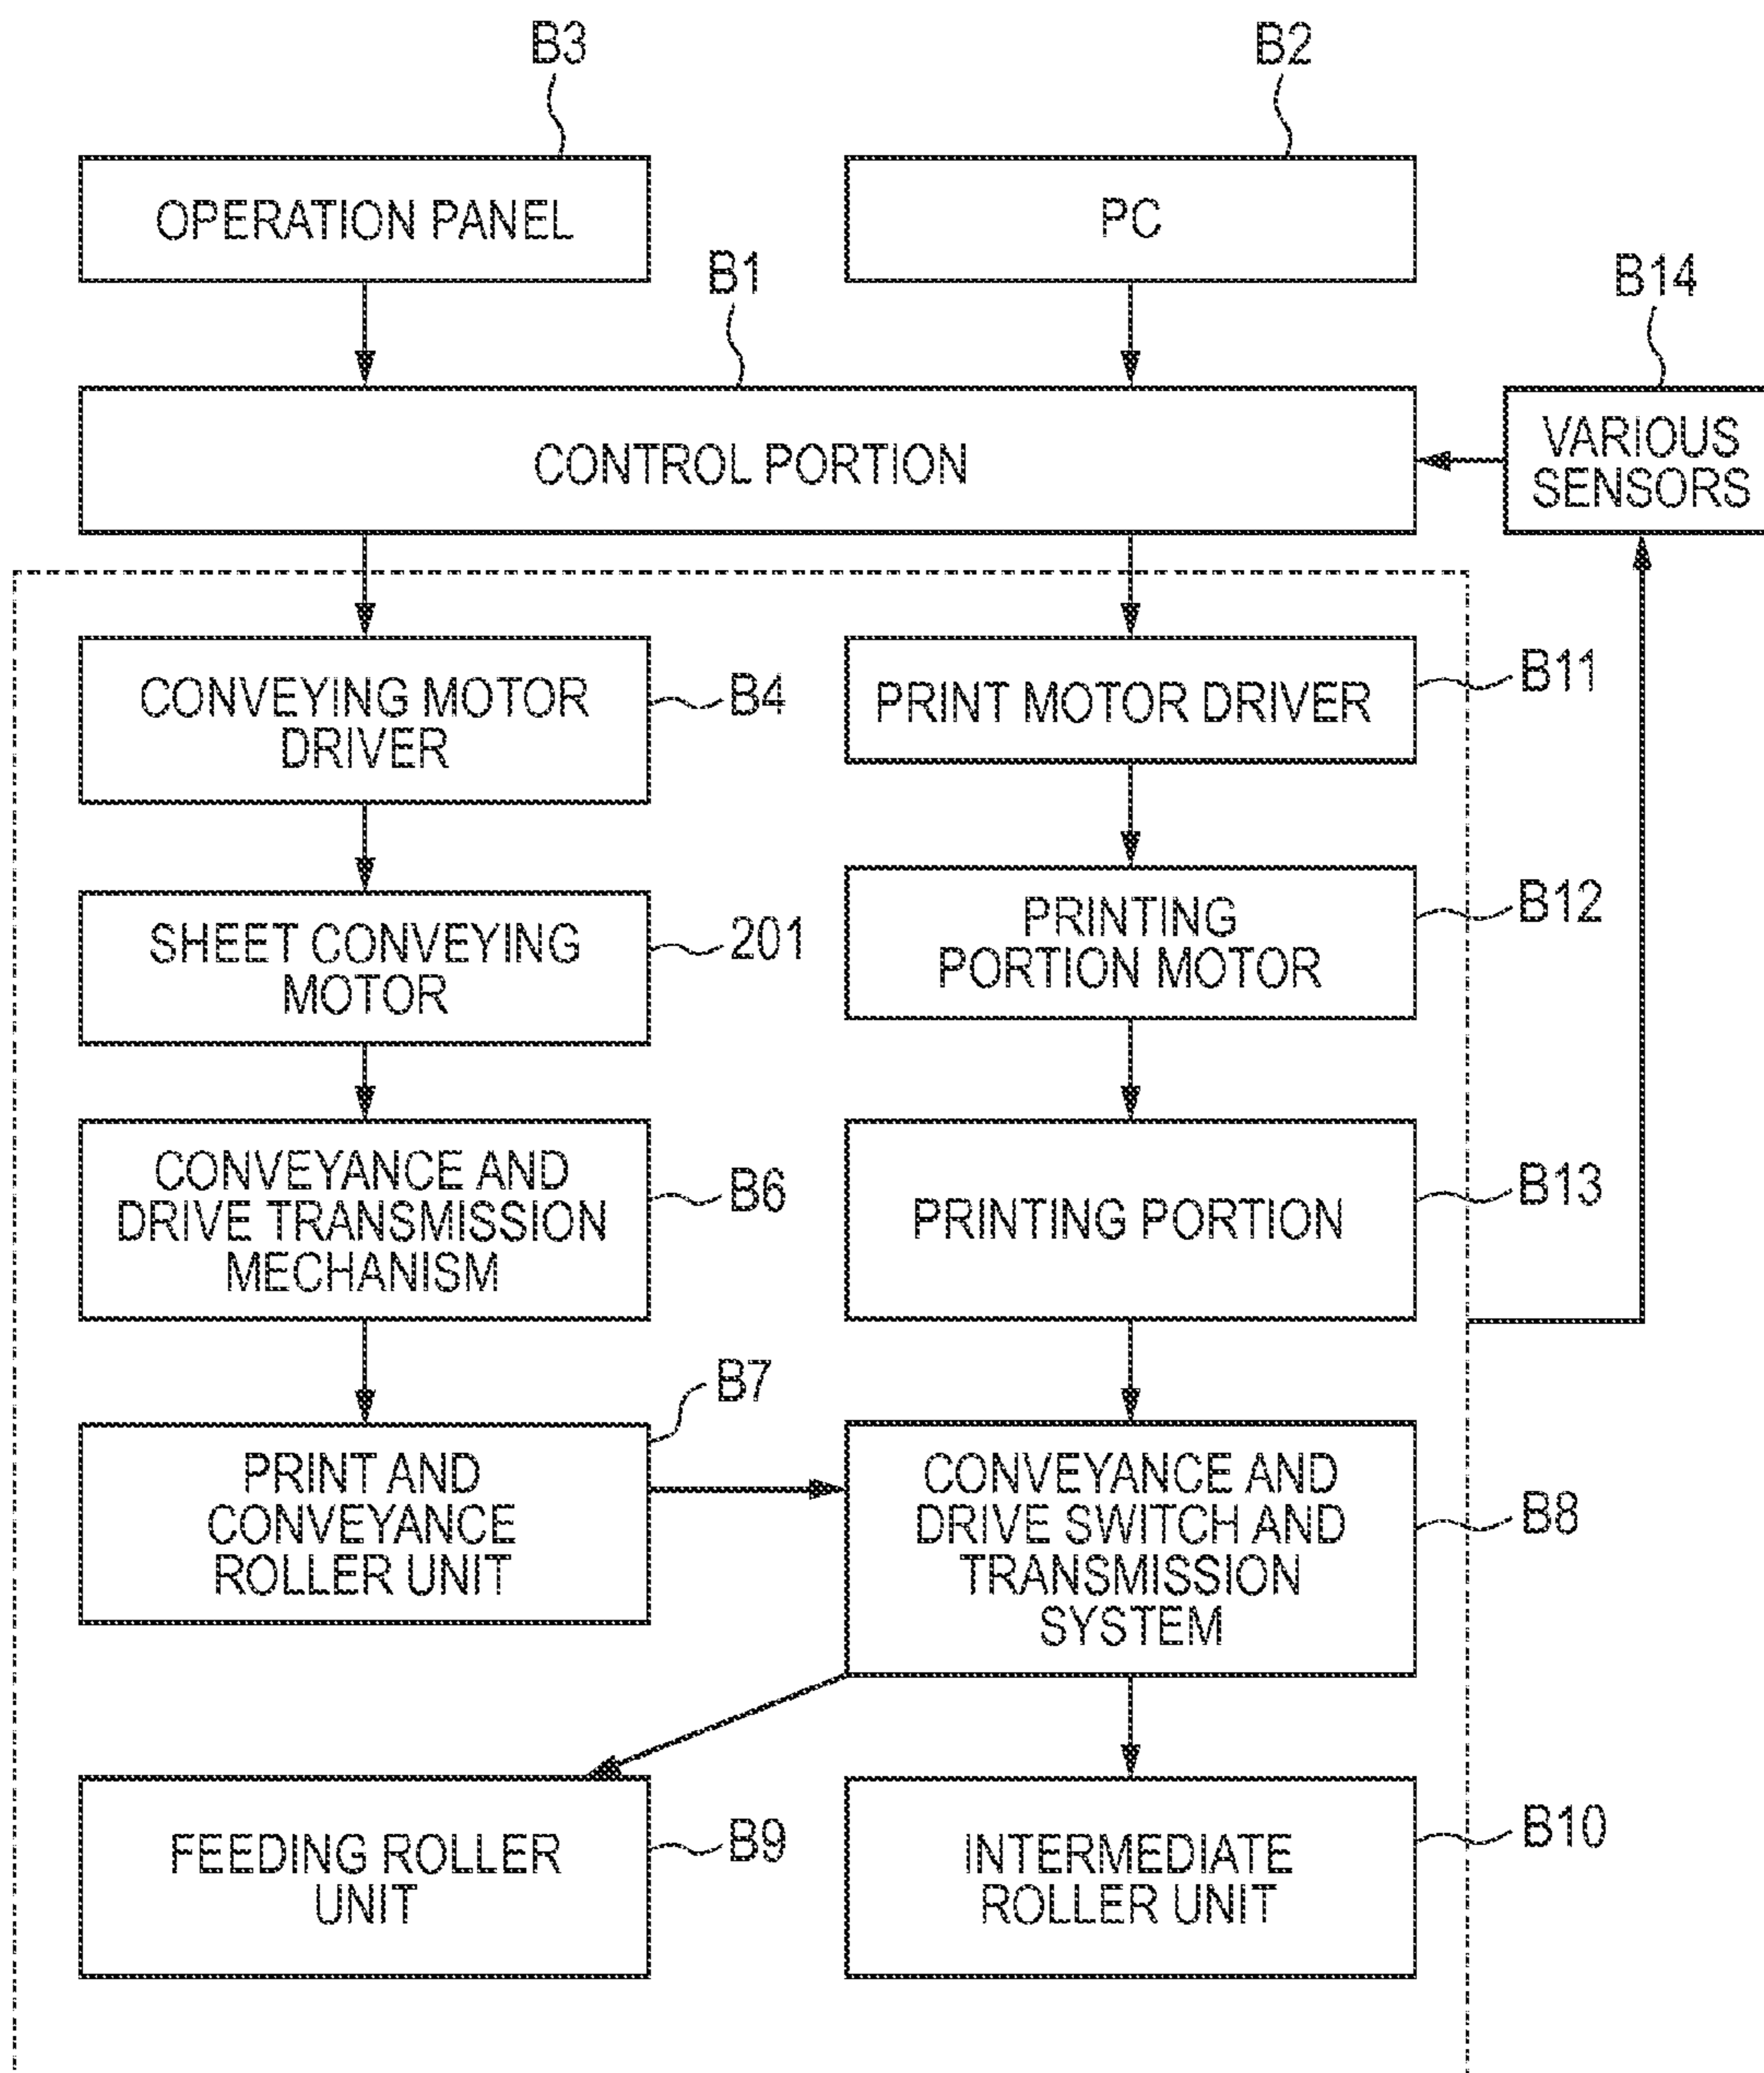 B3
B2
OPERATION PANEL
PC
B1
B14
CONTROL PORTION
VARIOUS
SENSORS
CONVEYING MOTOR
DRIVER
B4
PRINT MOTOR DRIVER
B11
SHEET CONVEYING
MOTOR
201
PRINTING
PORTION MOTOR
B12
CONVEYANCE AND
DRIVE TRANSMISSION
MECHANISM
B6
PRINTING PORTION
B13
B7
PRINT AND
CONVEYANCE
ROLLER UNIT
CONVEYANCE AND
DRIVE SWITCH AND
TRANSMISSION
SYSTEM
B8
FEEDING ROLLER
UNIT
B9
INTERMEDIATE
ROLLER UNIT
B10